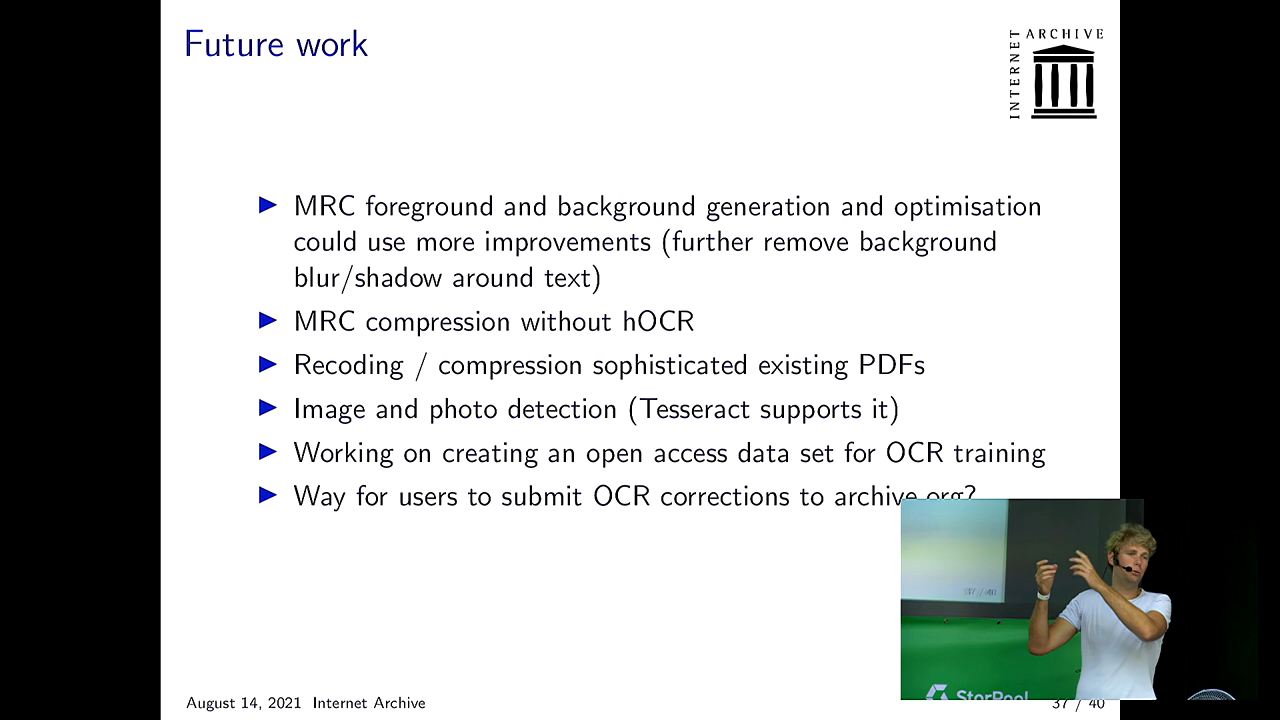 Future work
INTERNET ARCHIVE
▶ MRC foreground and background generation and optimisation
could use more improvements (further remove background
blur/shadow around text)
▶ MRC compression without hOCR
▶ Recoding / compression sophisticated existing PDFs
▶ Image and photo detection (Tesseract supports it)
▶ Working on creating an open access data set for OCR training
▶ Way for users to submit OCR corrections to archive.org?
37 / 40
StorPool
August 14, 2021 Internet Archive
37 / 40